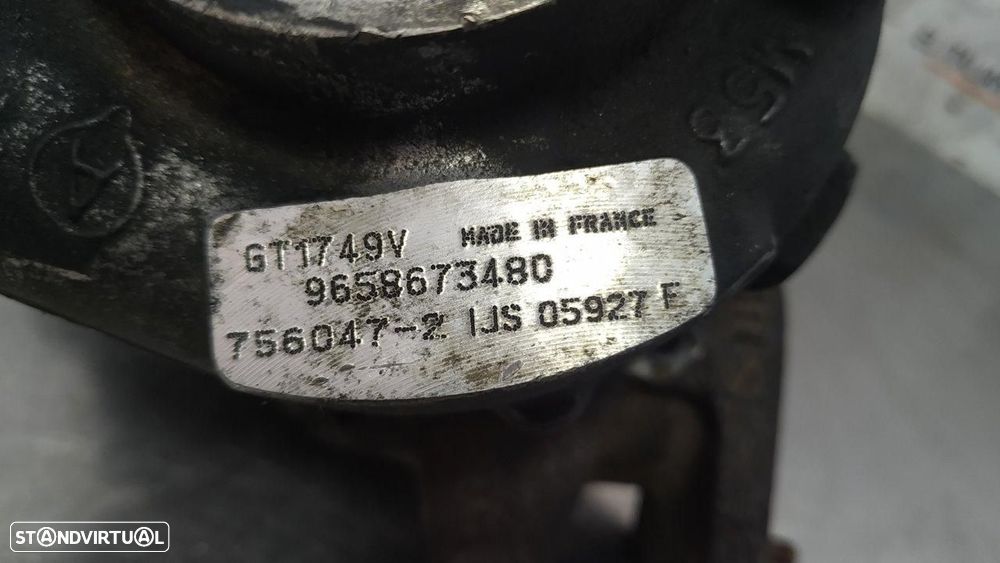 GT1749V MADE IN FRANCE
9658673480
756047-2 IJS 05927 F
STANDVIRTUAL